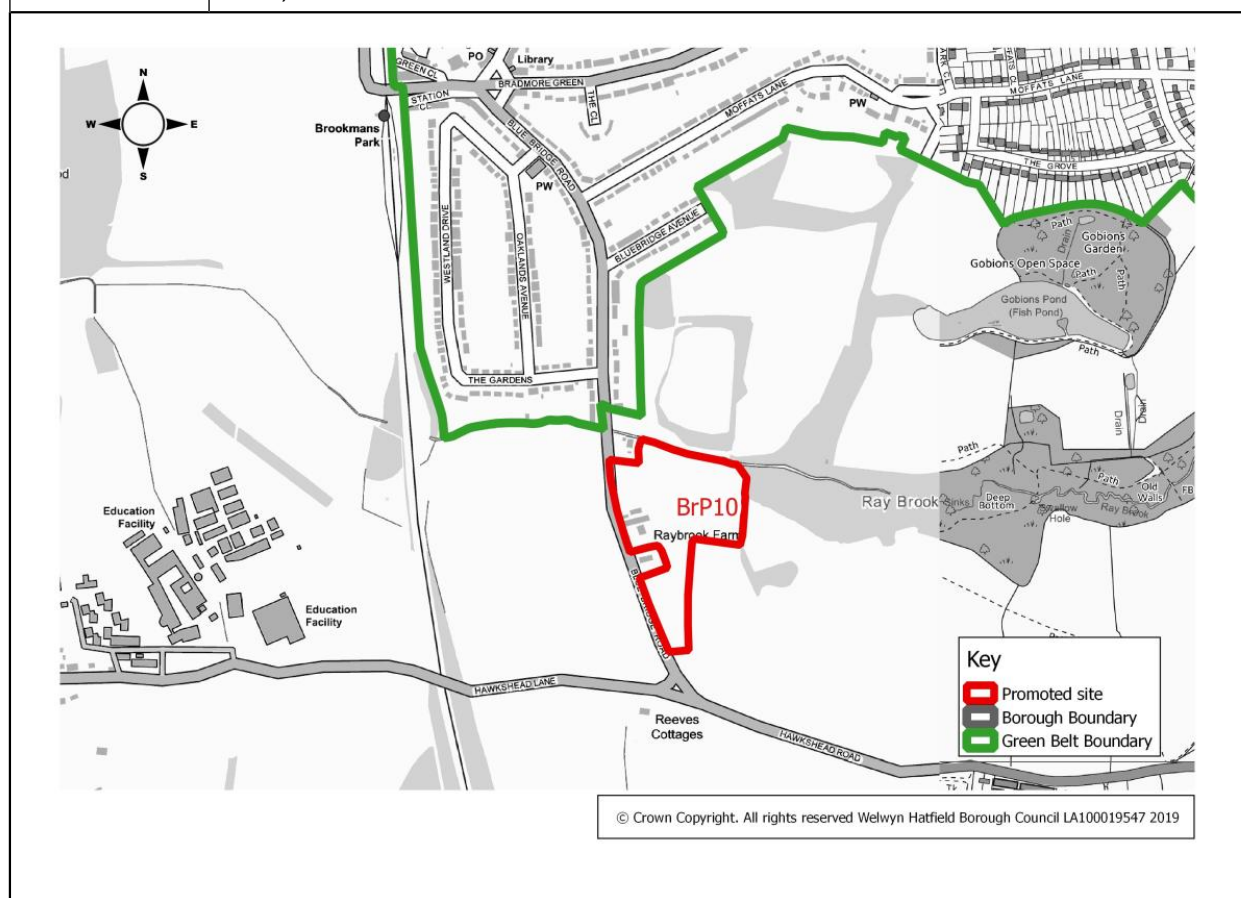 PO
Library
GREEN CL
BRADMORE GREEN
STATION
THE CL
MOFFATS LANE
PW
MOFFATS LANE
N
W E
S
Brookmans
Park
BLUE BRIDGE ROAD
PW
THE GROVE
WESTLAND DRIVE
OAKLANDS AVENUE
BLUEBRIDGE AVENUE
Path
Drain
Gobions
Garden
Gobions Open Space
Path
Path
Gobions Pond
(Fish Pond)
Path
THE GARDENS
Drain
Drain
Path
Path
Old
Walls
FB
BrP10
Ray Brook
Sinks
Deep
Bottom
Hole
Ray Brook
Raybrook Farm
Education
Facility
Education
Facility
HAWKSHEAD LANE
Reeves
Cottages
HAWKSHEAD ROAD
Key
Promoted site
Borough Boundary
Green Belt Boundary
© Crown Copyright. All rights reserved Welwyn Hatfield Borough Council LA100019547 2019